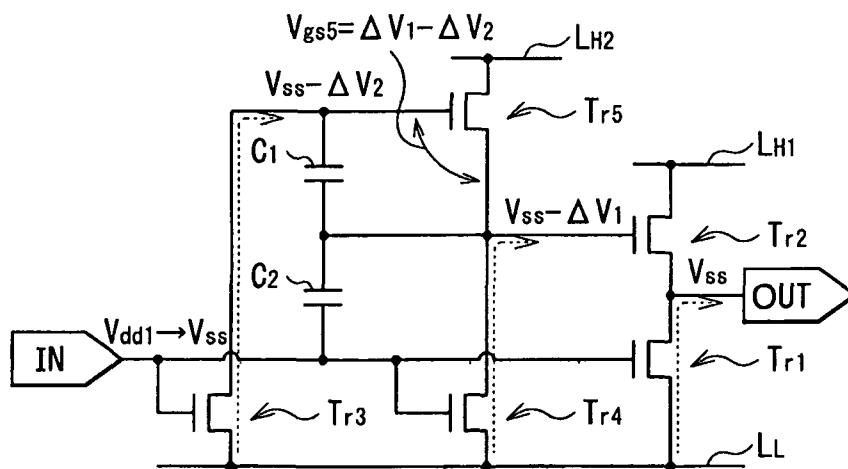 Vgs5=ΔV1-ΔV2
LH2
Vss-ΔV2
Tr5
C1
LH1
Vss-ΔV1
Tr2
C2
Vss
OUT
Vdd1→Vss
IN
Tr1
Tr3
Tr4
LL